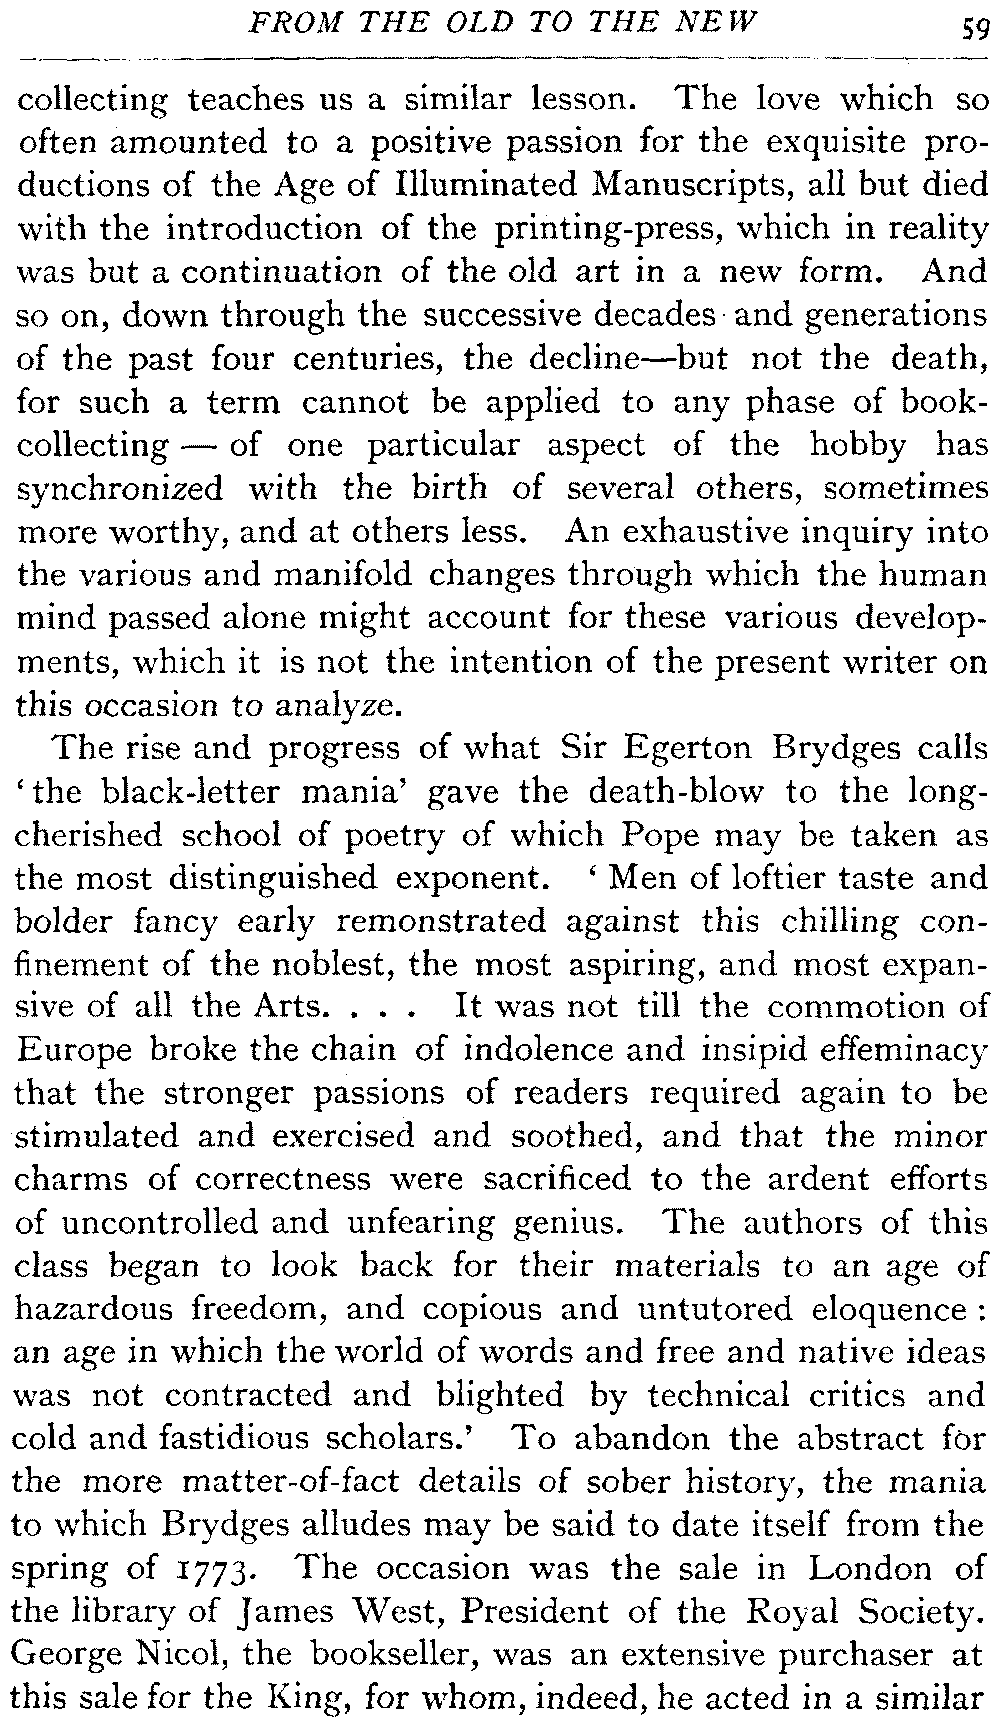 FROM THE OLD TO THE NEW 59
collecting teaches us a similar lesson. The love which so
often amounted to a positive passion for the exquisite pro-
ductions of the Age of Illuminated Manuscripts, all but died
with the introduction of the printing-press, which in reality
was but a continuation of the old art in a new form. And
so on, down through the successive decades and generations
of the past four centuries, the decline—but not the death,
for such a term cannot be applied to any phase of book-
collecting — of one particular aspect of the hobby has
synchronized with the birth of several others, sometimes
more worthy, and at others less. An exhaustive inquiry into
the various and manifold changes through which the human
mind passed alone might account for these various develop-
ments, which it is not the intention of the present writer on
this occasion to analyze.
The rise and progress of what Sir Egerton Brydges calls
‘the black-letter mania’ gave the death-blow to the long-
cherished school of poetry of which Pope may be taken as
the most distinguished exponent. ‘Men of loftier taste and
bolder fancy early remonstrated against this chilling con-
finement of the noblest, the most aspiring, and most expan-
sive of all the Arts. . . . It was not till the commotion of
Europe broke the chain of indolence and insipid effeminacy
that the stronger passions of readers required again to be
stimulated and exercised and soothed, and that the minor
charms of correctness were sacrificed to the ardent efforts
of uncontrolled and unfearing genius. The authors of this
class began to look back for their materials to an age of
hazardous freedom, and copious and untutored eloquence :
an age in which the world of words and free and native ideas
was not contracted and blighted by technical critics and
cold and fastidious scholars.’ To abandon the abstract for
the more matter-of-fact details of sober history, the mania
to which Brydges alludes may be said to date itself from the
spring of 1773. The occasion was the sale in London of
the library of James West, President of the Royal Society.
George Nicol, the bookseller, was an extensive purchaser at
this sale for the King, for whom, indeed, he acted in a similar